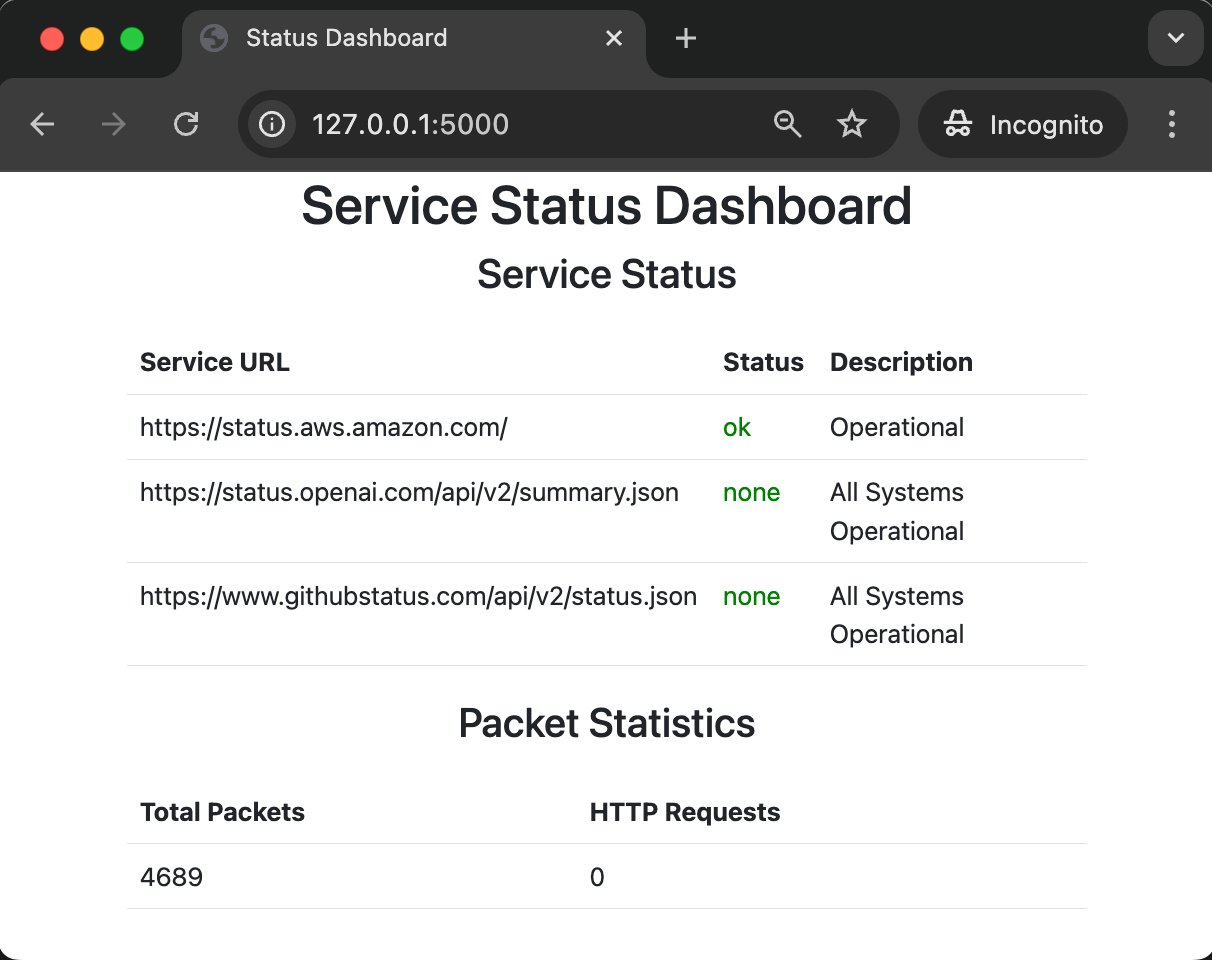 Status Dashboard
127.0.0.1:5000
Incognito
Service Status Dashboard
Service Status
Service URL Status Description
https://status.aws.amazon.com/ ok Operational
https://status.openai.com/api/v2/summary.json none All Systems
Operational
https://www.githubstatus.com/api/v2/status.json none All Systems
Operational
Packet Statistics
Total Packets HTTP Requests
4689 0